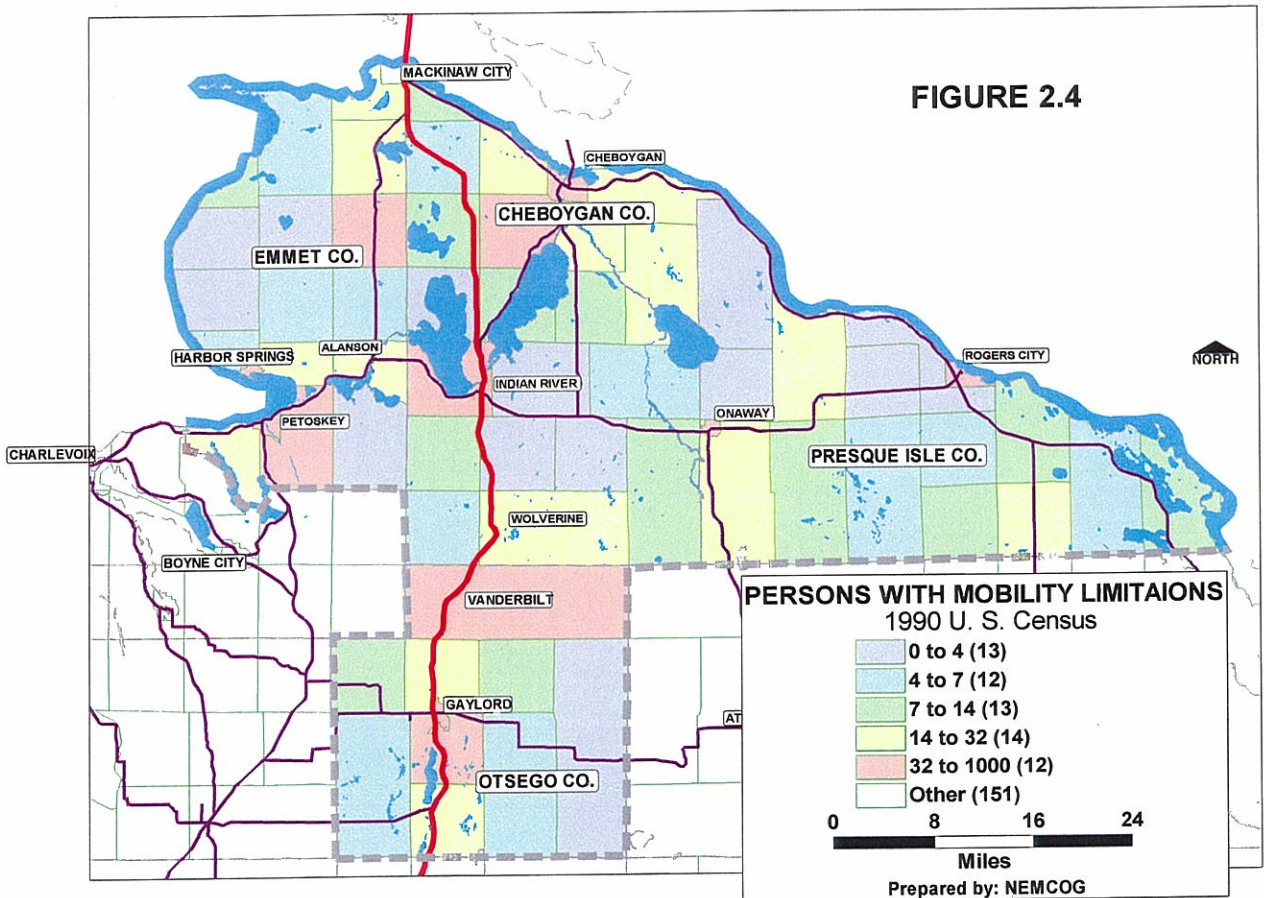 MACKINAW CITY
FIGURE 2.4
CHEBOYGAN
CHEBOYGAN CO.
EMMET CO.
HARBOR SPRINGS
ALANSON
NORTH
ROGERS CITY
INDIAN RIVER
PETOSKEY
ONAWAY
CHARLEVOIX
PRESQUE ISLE CO.
WOLVERINE
BOYNE CITY
VANDERBILT
GAYLORD
AT
OTSEGO CO.
PERSONS WITH MOBILITY LIMITAIONS
1990 U. S. Census
0 to 4 (13)
4 to 7 (12)
7 to 14 (13)
14 to 32 (14)
32 to 1000 (12)
Other (151)
0 8 16 24
Miles
Prepared by: NEMCOG